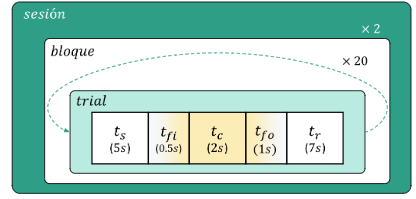 sesión
× 2
bloque
× 20
trial
t_s t_fi t_c t_fo t_r
(5s) (0.5s) (2s) (1s) (7s)